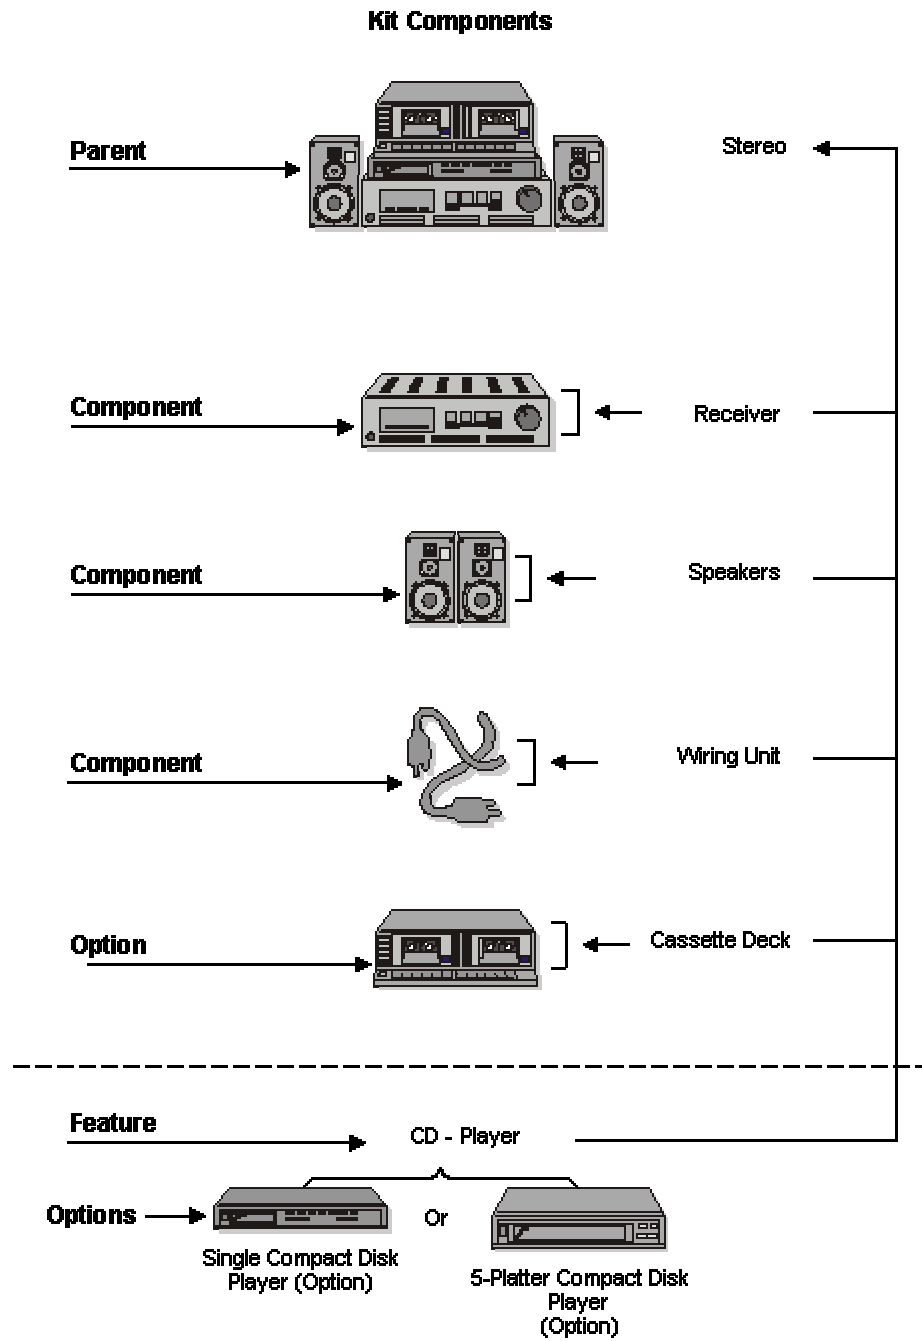 Kit Components
Parent
Stereo
Component
Receiver
Component
Speakers
Component
Wiring Unit
Option
Cassette Deck
Feature
CD - Player
Options
Or
Single Compact Disk
Player (Option)
5-Platter Compact Disk
Player
(Option)